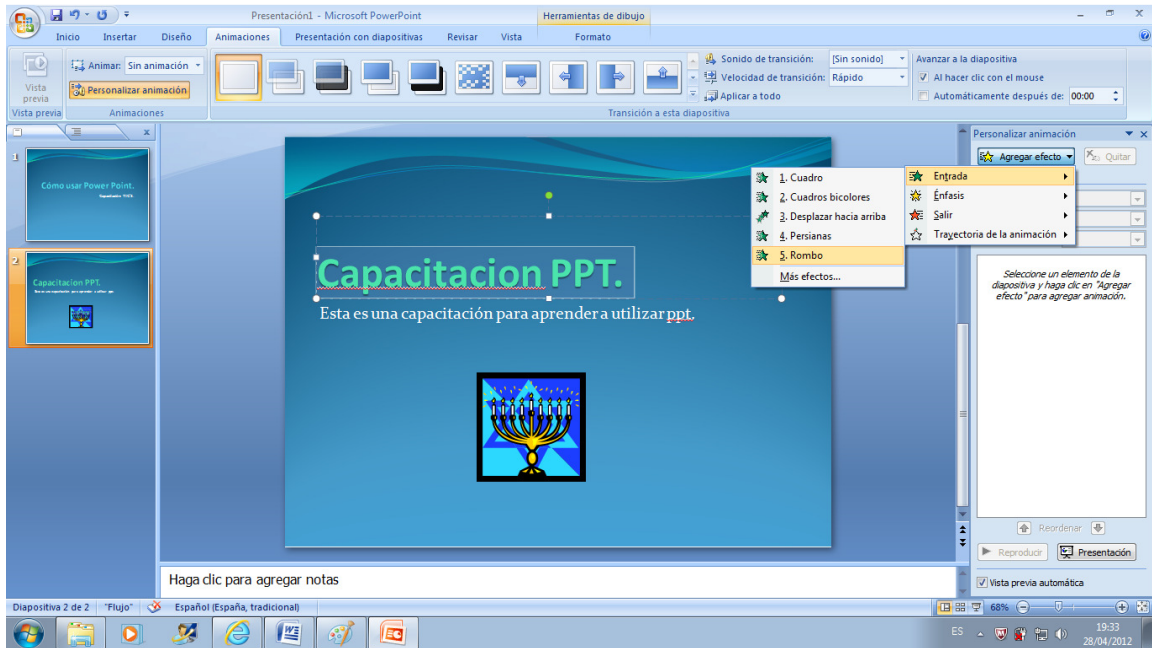 Presentación1 - Microsoft PowerPoint
Herramientas de dibujo
Inicio Insertar Diseño Animaciones Presentación con diapositivas Revisar Vista Formato
Vista previa
Animar: Sin animación
Personalizar animación
Vista previa Animaciones
Sonido de transición: [Sin sonido]
Velocidad de transición: Rápido
Aplicar a todo
Transición a esta diapositiva
Avanzar a la diapositiva
Al hacer clic con el mouse
Automáticamente después de: 00:00
1
Cómo usar Power Point.
2
Capacitacion PPT.
Capacitacion PPT.
Esta es una capacitación para aprender a utilizar ppt.
1. Cuadro
2. Cuadros bicolores
3. Desplazar hacia arriba
4. Persianas
5. Rombo
Más efectos...
Entrada
Énfasis
Salir
Trayectoria de la animación
Personalizar animación
Agregar efecto Quitar
Seleccione un elemento de la
diapositiva y haga clic en "Agregar
efecto" para agregar animación.
Reordenar
Reproducir Presentación
Vista previa automática
Haga clic para agregar notas
Diapositiva 2 de 2 "Flujo" Español (España, tradicional) 68%
ES 19:33
28/04/2012